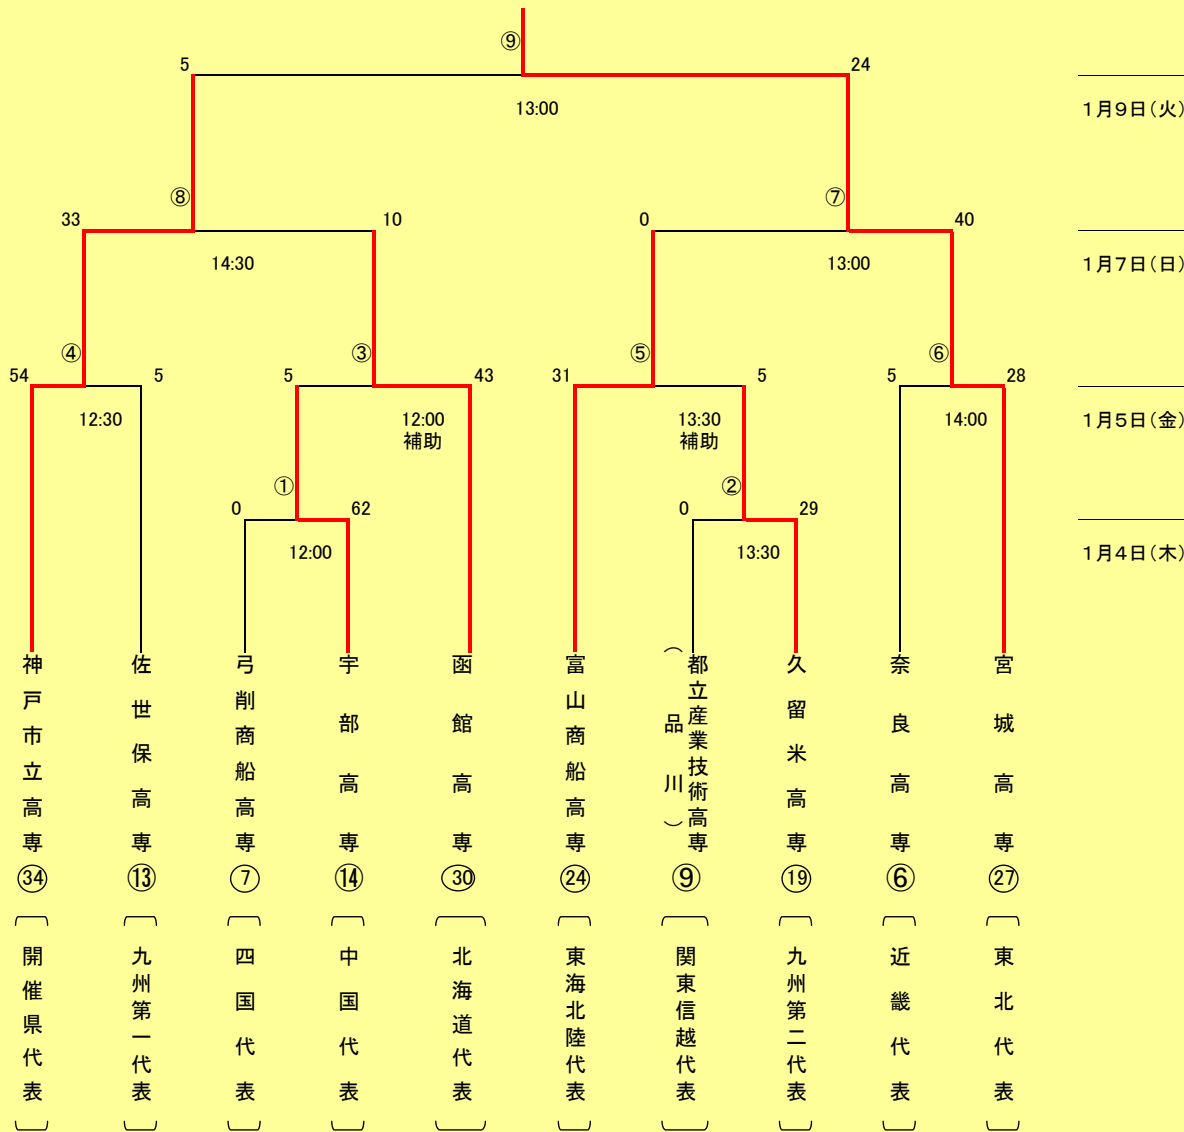 ⑨
5
24
13:00
1月9日(火)
⑧
⑦
33
10
0
40
14:30
13:00
1月7日(日)
④
③
⑤
⑥
54
5
5
43
31
5
5
28
12:30
12:00
補助
13:30
補助
14:00
1月5日(金)
①
②
0
62
0
29
12:00
13:30
1月4日(木)
神戸市立高専
佐世保高専
弓削商船高専
宇部高専
函館高専
富山商船高専
都立産業技術高専
(品川)
久留米高専
奈良高専
宮城高専
㉞
⑬
⑦
⑭
㉚
㉔
⑨
⑲
⑥
㉗
[開催県代表]
[九州第一代表]
[四国代表]
[中国代表]
[北海道代表]
[東海北陸代表]
[関東信越代表]
[九州第二代表]
[近畿代表]
[東北代表]